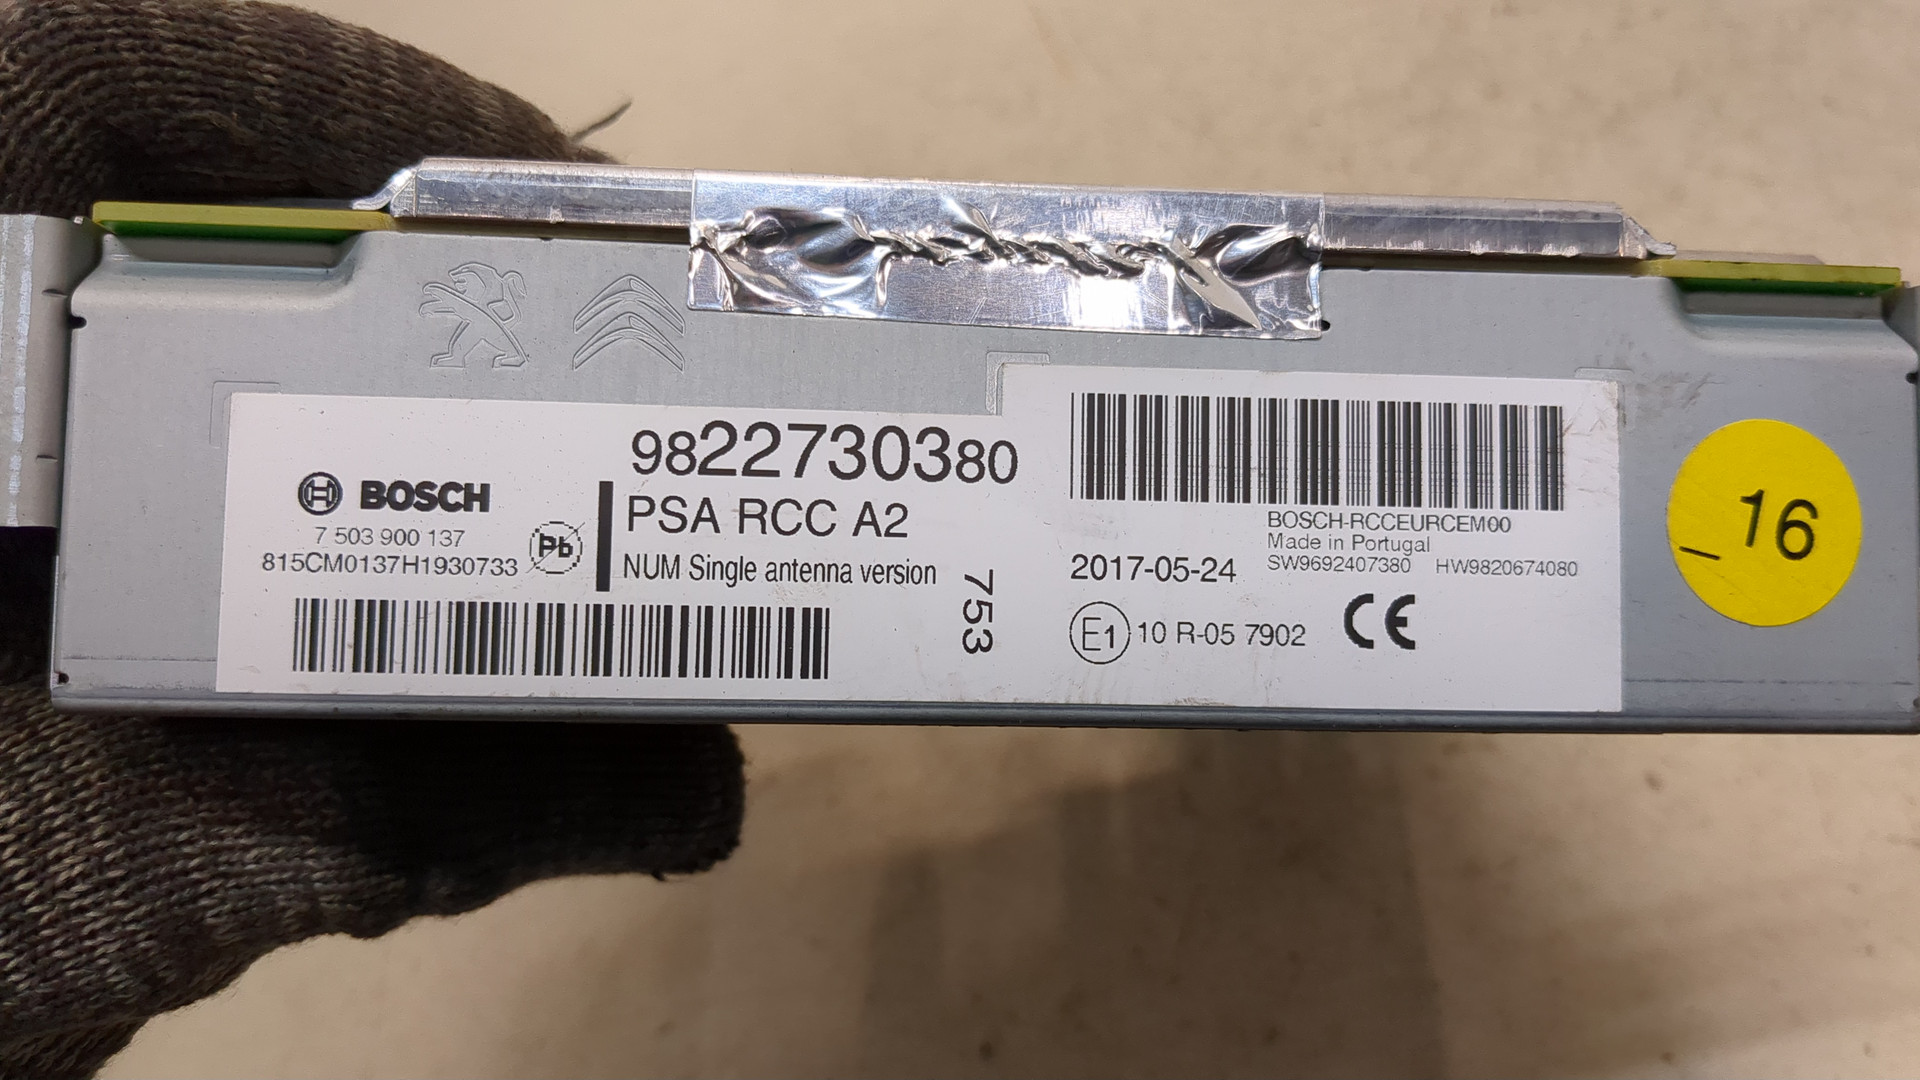 BOSCH
7 503 900 137
815CM0137H1930733
Pb
9822730380
PSA RCC A2
NUM Single antenna version
753
BOSCH-RCCEURCEM00
Made in Portugal
2017-05-24
SW9692407380 HW9820674080
E1 10 R-05 7902 CE
_16